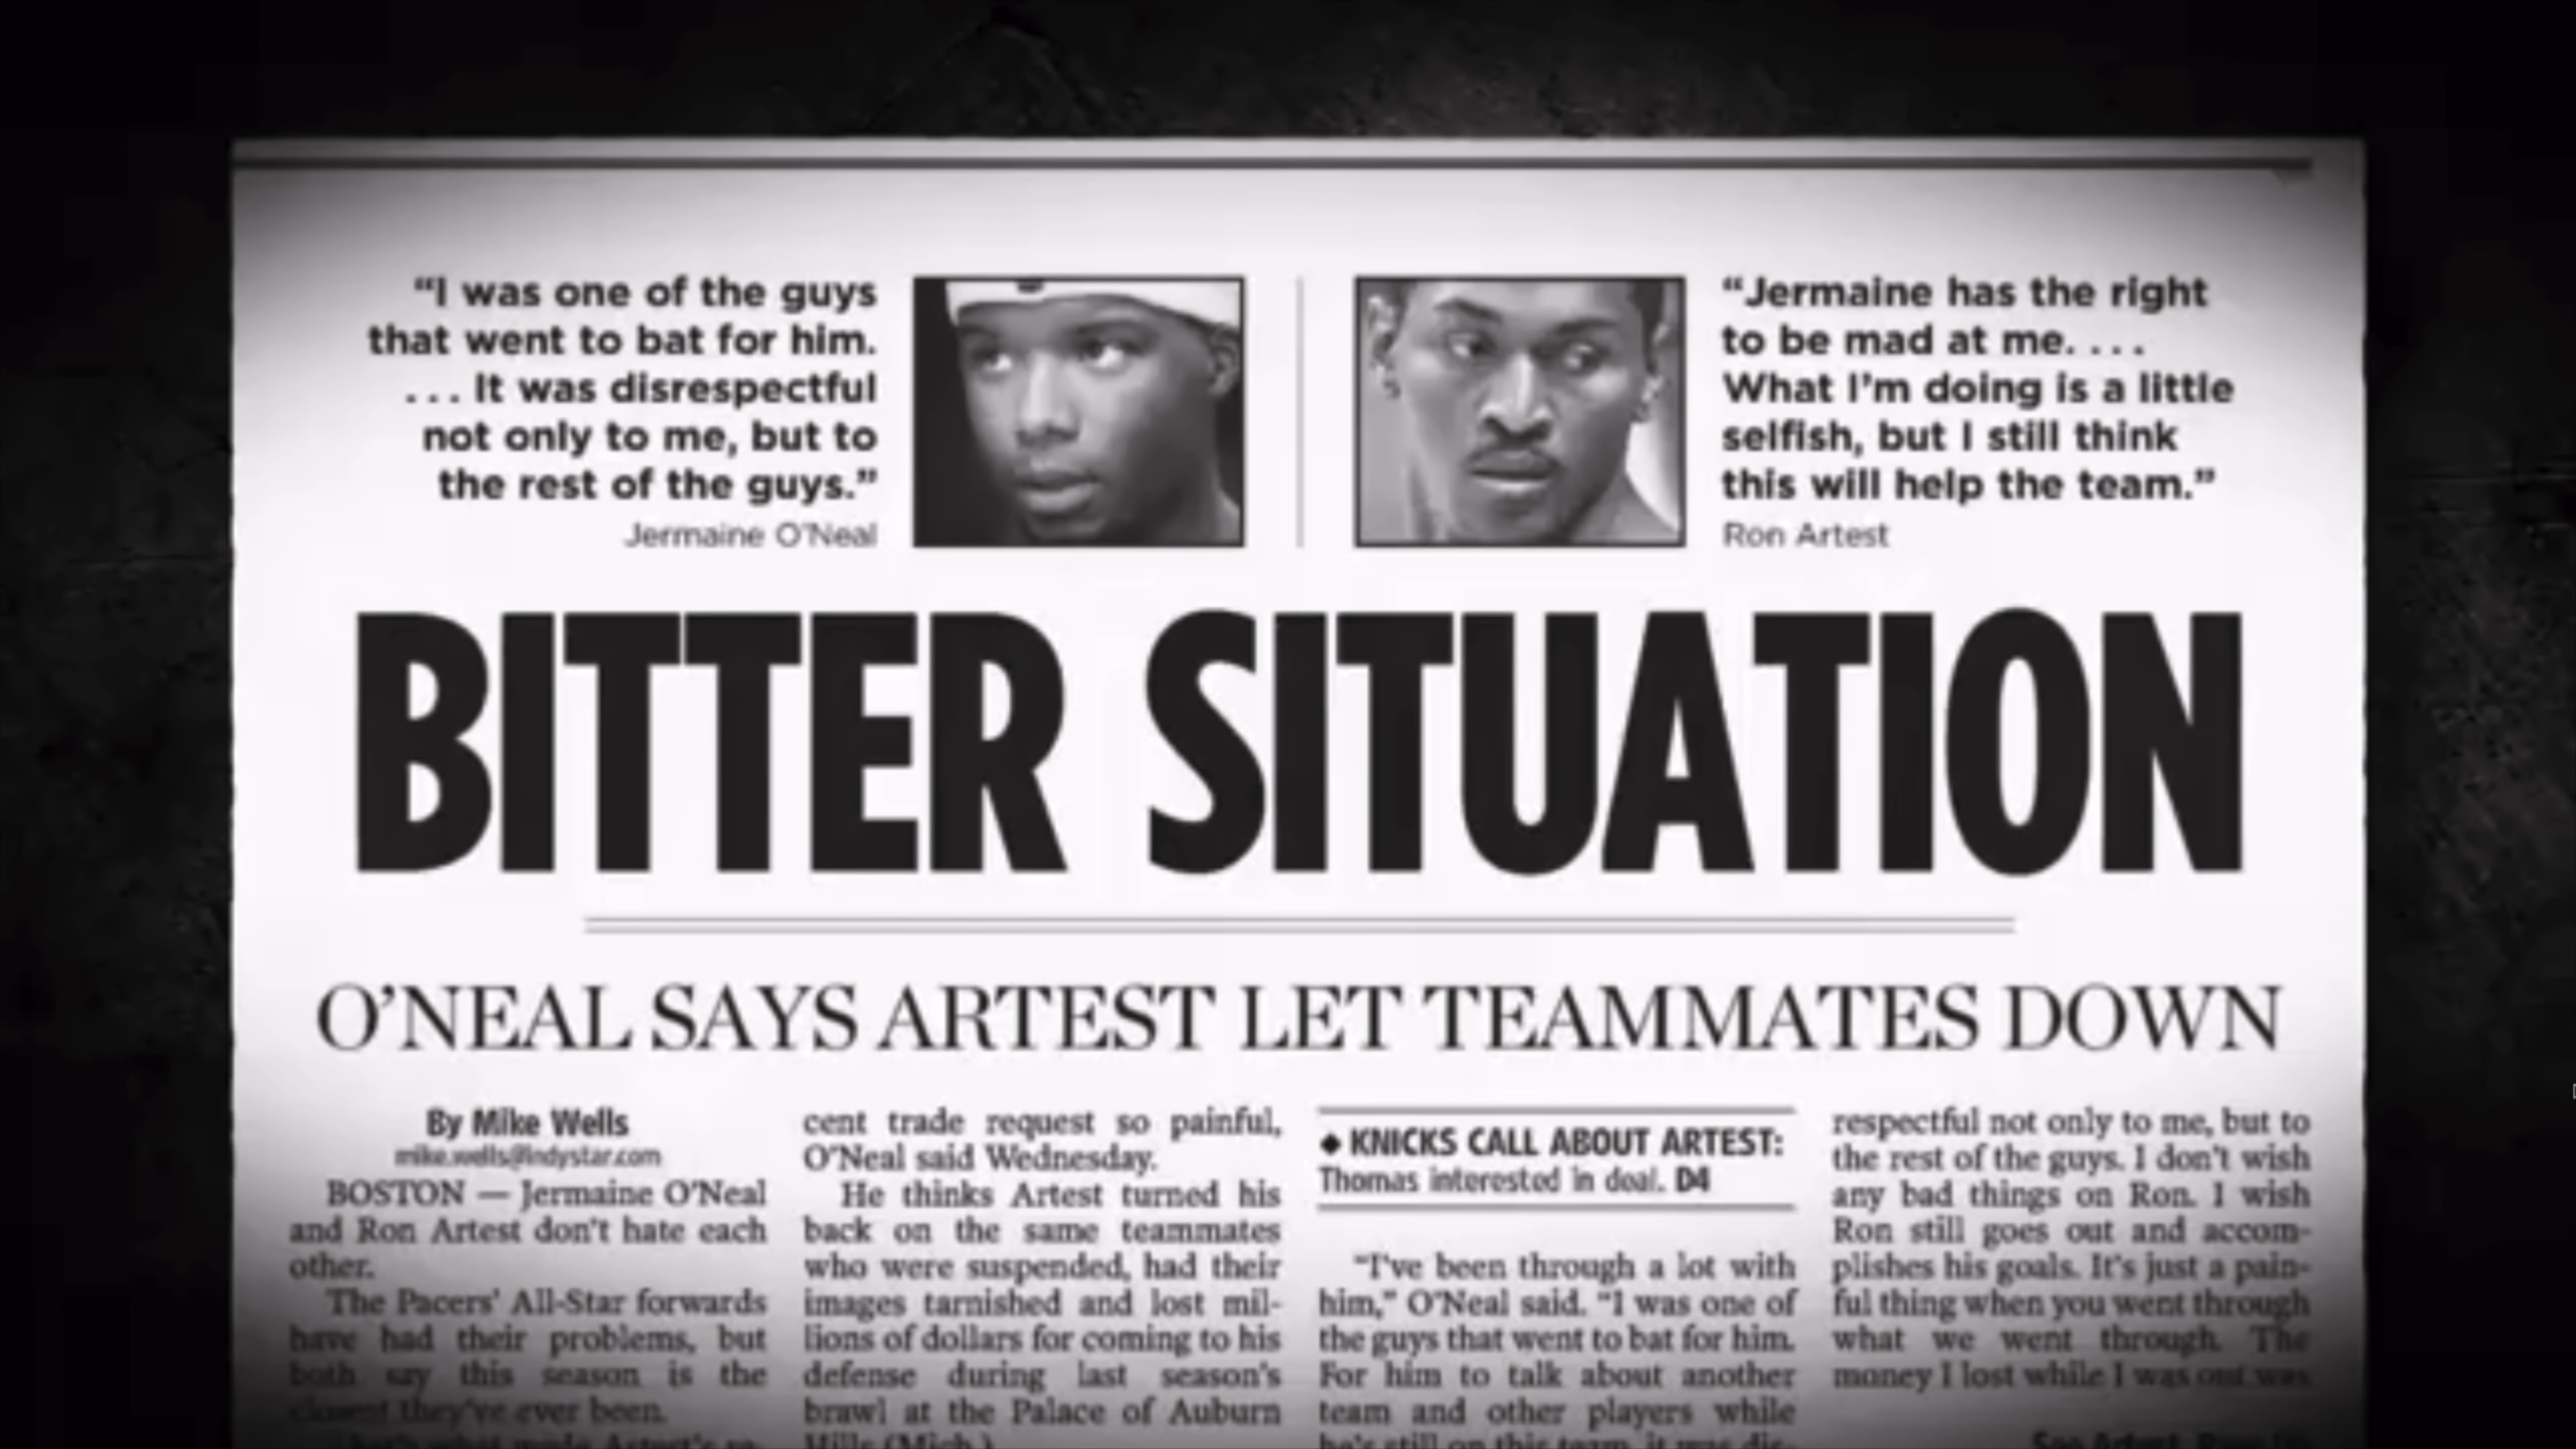 “I was one of the guys
that went to bat for him.
. . . It was disrespectful
not only to me, but to
the rest of the guys.”
Jermaine O’Neal
“Jermaine has the right
to be mad at me. . . .
What I’m doing is a little
selfish, but I still think
this will help the team.”
Ron Artest
BITTER SITUATION
O’NEAL SAYS ARTEST LET TEAMMATES DOWN
By Mike Wells
mike.wells@indystar.com
BOSTON — Jermaine O’Neal
and Ron Artest don’t hate each
other.
The Pacers’ All-Star forwards
have had their problems, but
both say this season is the
closest they’ve ever been.
cent trade request so painful,
O’Neal said Wednesday.
He thinks Artest turned his
back on the same teammates
who were suspended, had their
images tarnished and lost mil-
lions of dollars for coming to his
defense during last season’s
brawl at the Palace of Auburn
Hills (Mich.)
◆ KNICKS CALL ABOUT ARTEST:
Thomas interested in deal. D4
“I’ve been through a lot with
him,” O’Neal said. “I was one of
the guys that went to bat for him.
For him to talk about another
team and other players while
he’s still on this team, it was dis-
respectful not only to me, but to
the rest of the guys. I don’t wish
any bad things on Ron. I wish
Ron still goes out and accom-
plishes his goals. It’s just a pain-
ful thing when you went through
what we went through. The
money I lost while I was out was